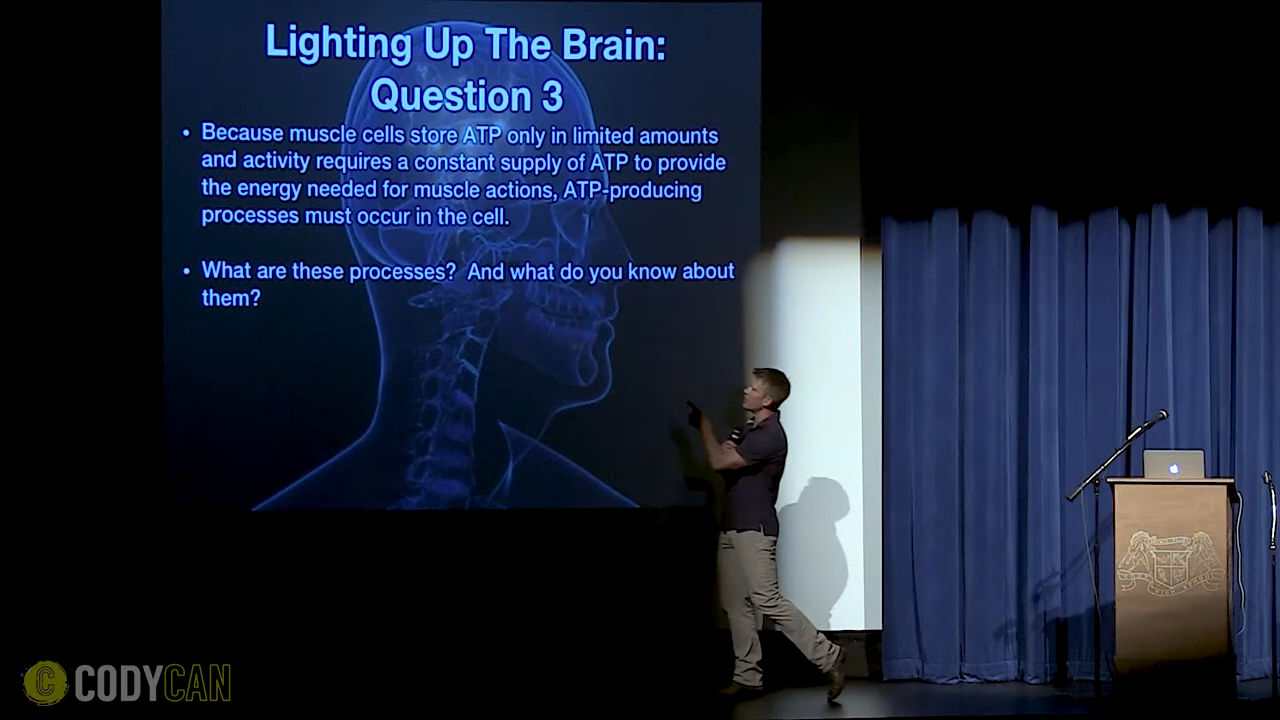 Lighting Up The Brain:
Question 3
• Because muscle cells store ATP only in limited amounts
and activity requires a constant supply of ATP to provide
the energy needed for muscle actions, ATP-producing
processes must occur in the cell.
• What are these processes? And what do you know about
them?
HIGH SCHOOL
C CODYCAN